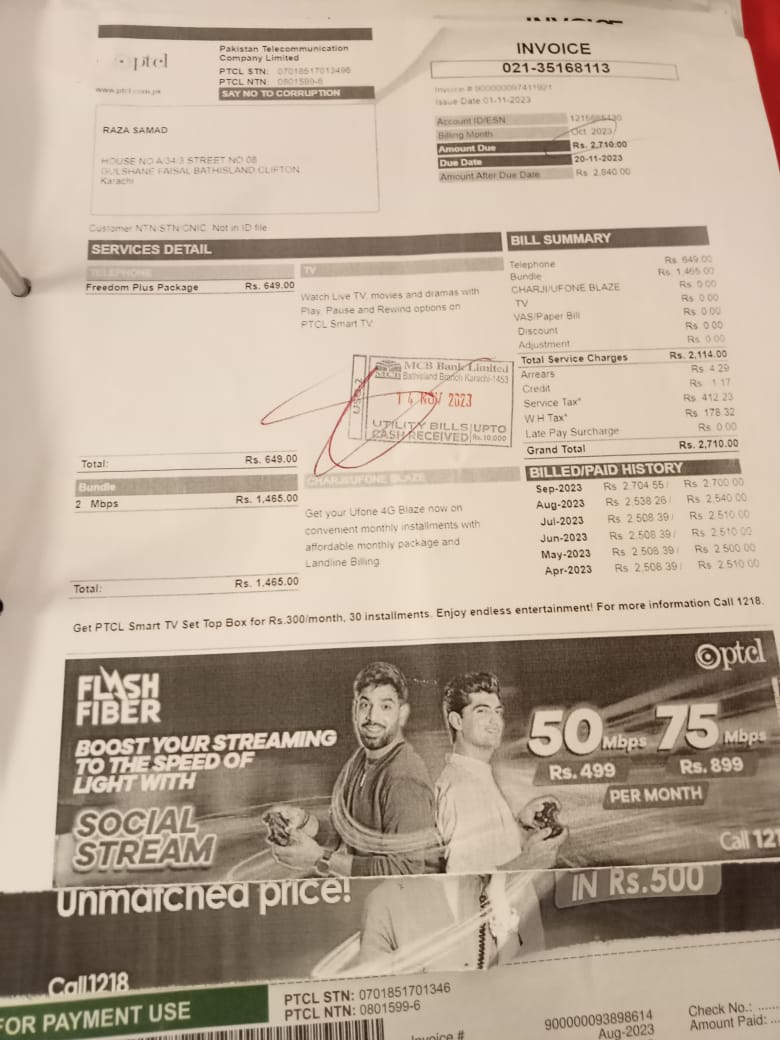 INVOICE
ptcl
www.ptcl.com.pk
Pakistan Telecommunication
Company Limited
PTCL STN: 0701851701346
PTCL NTN: 0801599-6
SAY NO TO CORRUPTION
INVOICE
021-35168113
Invoice # 900000097411921
Issue Date 01-11-2023
RAZA SAMAD
HOUSE NO A/34/3 STREET NO 08
GULSHANE FAISAL BATHISLAND CLIFTON
Karachi
Account ID/ESN
Billing Month Oct 2023
Amount Due Rs. 2,710.00
Due Date 20-11-2023
Amount After Due Date Rs 2,840.00
Customer NTN/STN/CNIC: Not in ID file
SERVICES DETAIL
TELEPHONE
Freedom Plus Package Rs. 649.00
Total: Rs. 649.00
Bundle
2 Mbps Rs. 1,465.00
Total: Rs. 1,465.00
TV
Watch Live TV, movies and dramas with
Play, Pause and Rewind options on
PTCL Smart TV
MCB Bank Limited
MCB Bathisland Branch Karachi-1453
14 NOV 2023
UTILITY BILLS UPTO
CASH RECEIVED Rs.10,000
CHARJI/UFONE BLAZE
Get your Ufone 4G Blaze now on
convenient monthly installments with
affordable monthly package and
Landline Billing
BILL SUMMARY
Telephone Rs 649.00
Bundle Rs 1,465.00
CHARJI/UFONE BLAZE Rs 0.00
TV Rs 0.00
VAS/Paper Bill Rs 0.00
Discount Rs 0.00
Adjustment Rs 0.00
Total Service Charges Rs. 2,114.00
Arrears Rs 4.29
Credit Rs 1.17
Service Tax* Rs 412.23
W.H Tax* Rs 178.32
Late Pay Surcharge Rs 0.00
Grand Total Rs. 2,710.00
BILLED/PAID HISTORY
Sep-2023 Rs 2,704.55/ Rs 2,700.00
Aug-2023 Rs 2,538.26/ Rs 2,540.00
Jul-2023 Rs 2,508.39/ Rs 2,510.00
Jun-2023 Rs 2,508.39/ Rs 2,510.00
May-2023 Rs 2,508.39/ Rs 2,500.00
Apr-2023 Rs 2,508.39/ Rs 2,510.00
Get PTCL Smart TV Set Top Box for Rs.300/month, 30 installments. Enjoy endless entertainment! For more information Call 1218.
ptcl
FLASH
FIBER
BOOST YOUR STREAMING
TO THE SPEED OF
LIGHT WITH
SOCIAL
STREAM
50 Mbps 75 Mbps
Rs. 499 Rs. 899
PER MONTH
Call 121
Unmatched price!
IN Rs.500
Call 1218
FOR PAYMENT USE
PTCL STN: 0701851701346
PTCL NTN: 0801599-6
Invoice # 900000093898614
Aug-2023
Check No.: ....
Amount Paid: ...